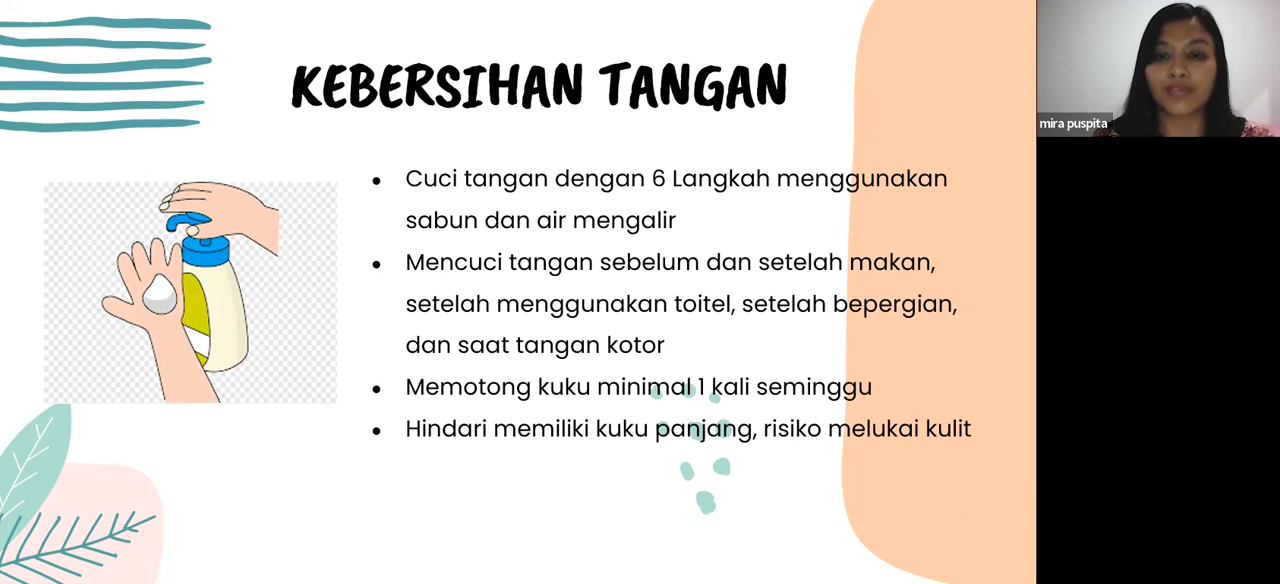 KEBERSIHAN TANGAN
mira puspita
• Cuci tangan dengan 6 Langkah menggunakan
sabun dan air mengalir
• Mencuci tangan sebelum dan setelah makan,
setelah menggunakan toitel, setelah bepergian,
dan saat tangan kotor
• Memotong kuku minimal 1 kali seminggu
• Hindari memiliki kuku panjang, risiko melukai kulit